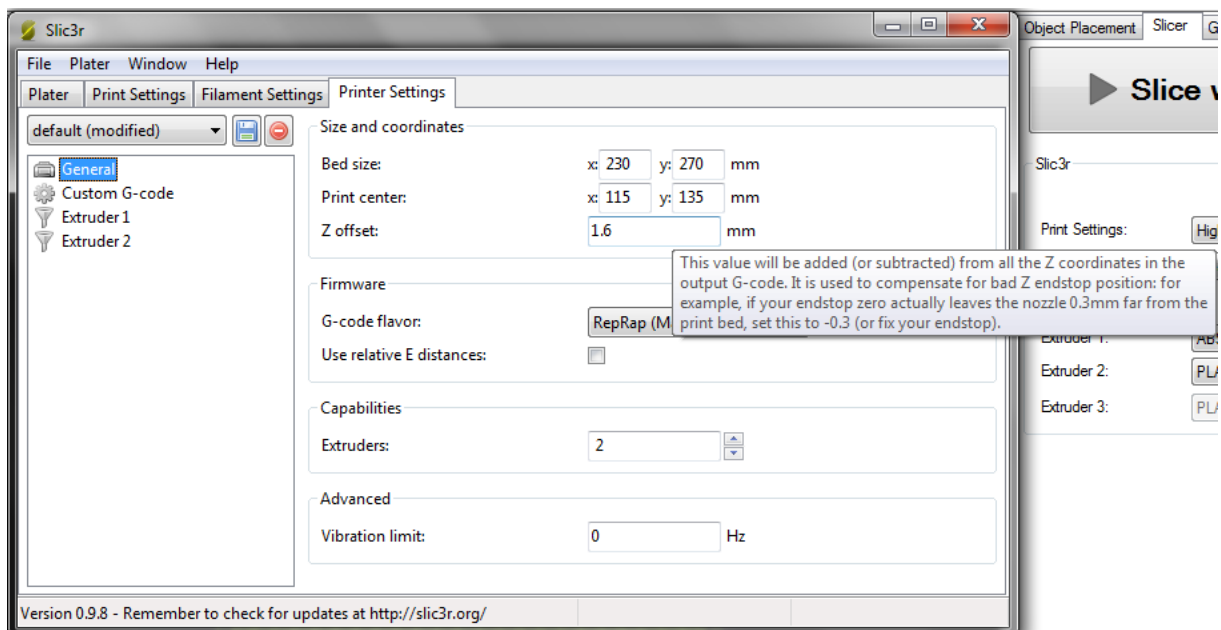 Slic3r
File Plater Window Help
Plater Print Settings Filament Settings Printer Settings
default (modified)
General
Custom G-code
Extruder 1
Extruder 2
Size and coordinates
Bed size: x: 230 y: 270 mm
Print center: x: 115 y: 135 mm
Z offset: 1.6 mm
This value will be added (or subtracted) from all the Z coordinates in the
output G-code. It is used to compensate for bad Z endstop position: for
example, if your endstop zero actually leaves the nozzle 0.3mm far from the
print bed, set this to -0.3 (or fix your endstop).
Firmware
G-code flavor: RepRap (M
Use relative E distances:
Capabilities
Extruders: 2
Advanced
Vibration limit: 0 Hz
Version 0.9.8 - Remember to check for updates at http://slic3r.org/
Object Placement Slicer G
Slice
Slic3r
Print Settings:
Extruder 1:
Extruder 2: PLA
Extruder 3: PLA